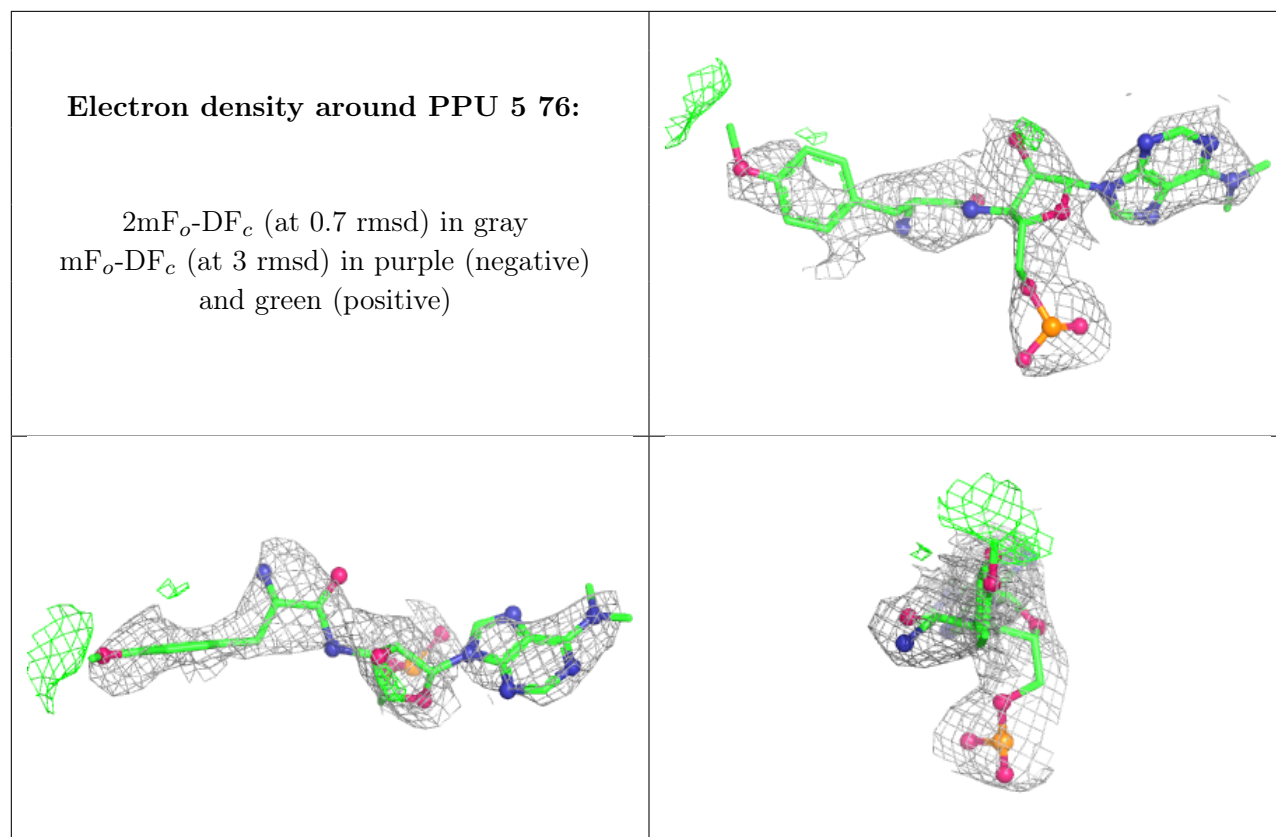 Electron density around PPU 5 76:
2mFo-DFc (at 0.7 rmsd) in gray
mFo-DFc (at 3 rmsd) in purple (negative)
and green (positive)